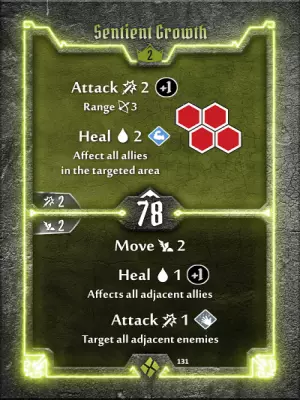 Sentient Growth
2
Attack 2 +1
Range 3
Heal 2
Affect all allies
in the targeted area
2
78
2
Move 2
Heal 1 +1
Affects all adjacent allies
Attack 1
Target all adjacent enemies
131